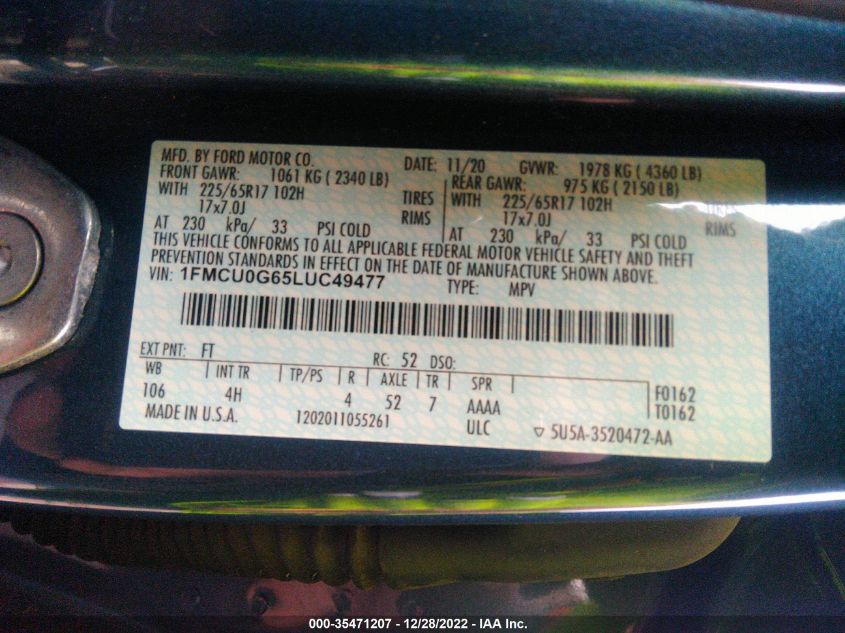 MFD. BY FORD MOTOR CO.
DATE: 11/20 GVWR: 1978 KG ( 4360 LB)
FRONT GAWR: 1061 KG ( 2340 LB)
REAR GAWR: 975 KG ( 2150 LB)
WITH 225/65R17 102H TIRES
WITH 225/65R17 102H TIRES
17x7.0J RIMS
17x7.0J RIMS
AT 230 kPa/ 33 PSI COLD
AT 230 kPa/ 33 PSI COLD
THIS VEHICLE CONFORMS TO ALL APPLICABLE FEDERAL MOTOR VEHICLE SAFETY AND THEFT
PREVENTION STANDARDS IN EFFECT ON THE DATE OF MANUFACTURE SHOWN ABOVE.
VIN: 1FMCU0G65LUC49477 TYPE: MPV
EXT PNT: FT RC: 52 DSO:
WB INT TR TP/PS R AXLE TR SPR
106 4H 4 52 7 AAAA
F0162
T0162
MADE IN U.S.A. 1202011055261 ULC ▽ 5U5A-3520472-AA
000-35471207 - 12/28/2022 - IAA Inc.